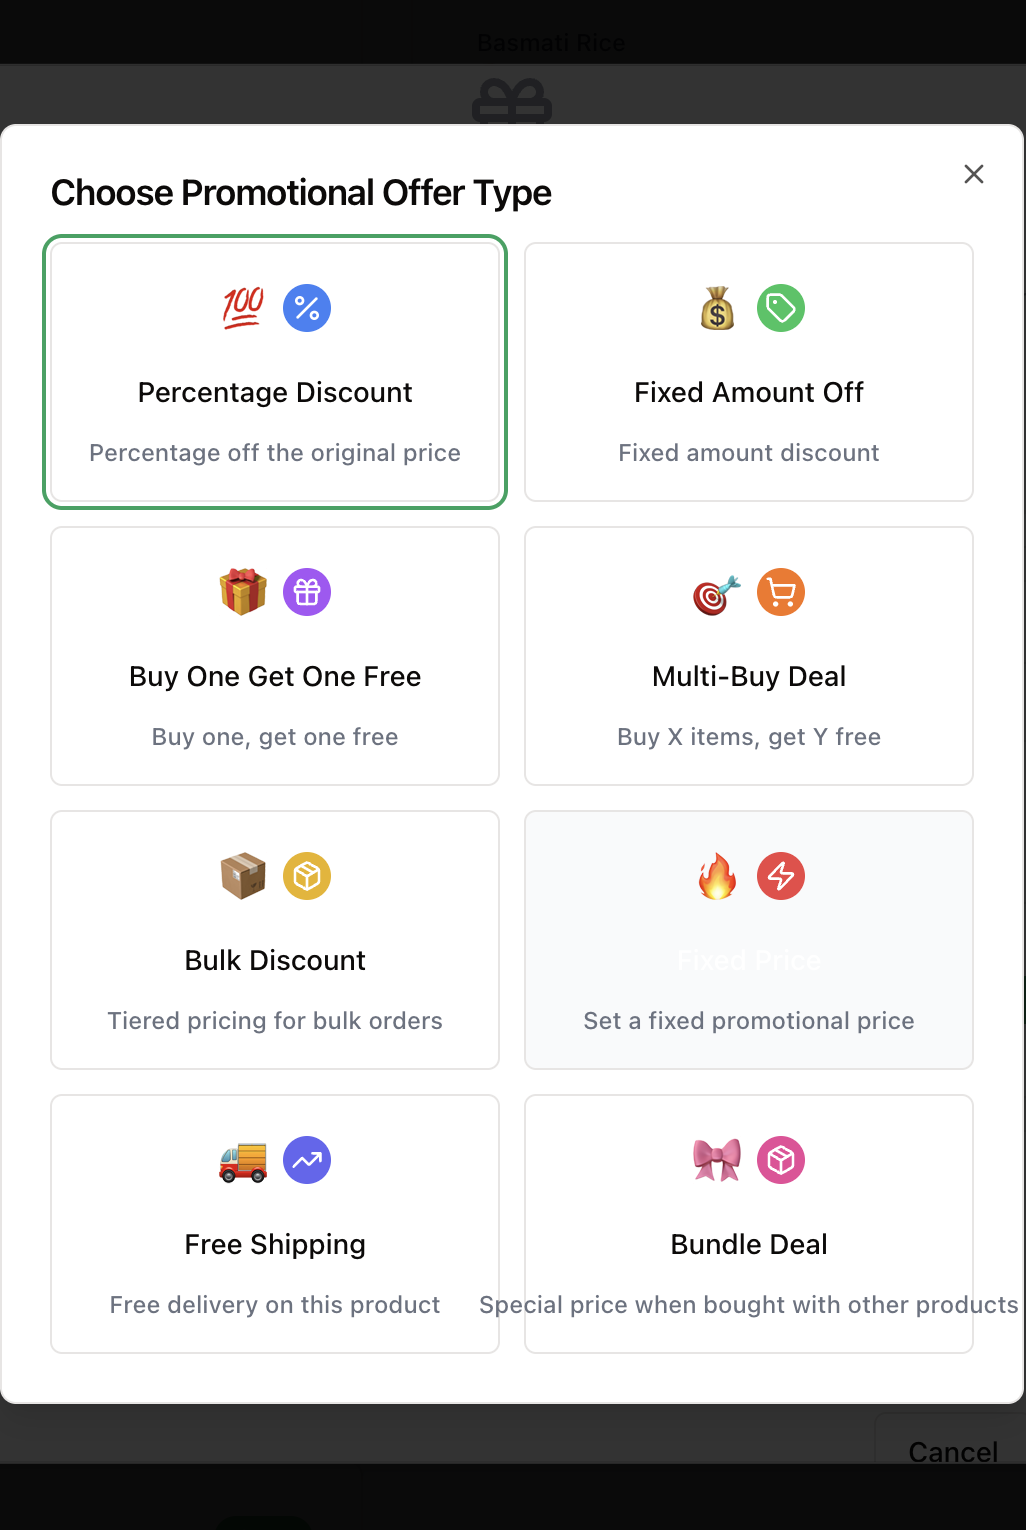 Basmati Rice
Choose Promotional Offer Type
💯
Percentage Discount
Percentage off the original price
Fixed Amount Off
Fixed amount discount
Buy One Get One Free
Buy one, get one free
Multi-Buy Deal
Buy X items, get Y free
Bulk Discount
Tiered pricing for bulk orders
Fixed Price
Set a fixed promotional price
Free Shipping
Free delivery on this product
Bundle Deal
Special price when bought with other products
Cancel